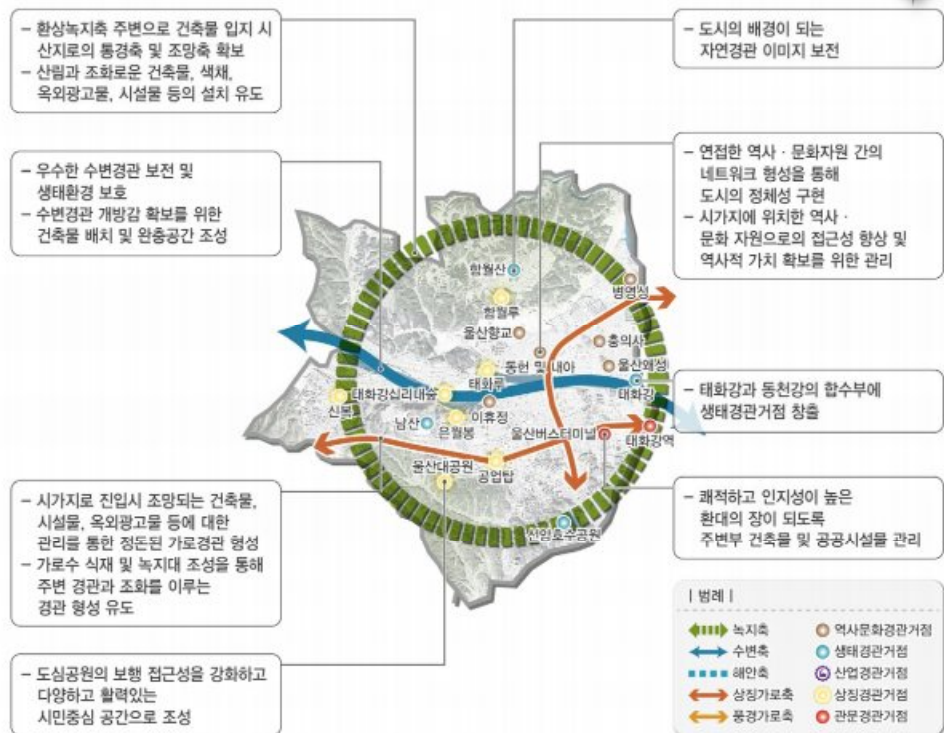 - 환상녹지축 주변으로 건축물 입지 시
산지로의 통경축 및 조망축 확보
- 산림과 조화로운 건축물, 색채,
옥외광고물, 시설물 등의 설치 유도
- 도시의 배경이 되는
자연경관 이미지 보전
- 우수한 수변경관 보전 및
생태환경 보호
- 수변경관 개방감 확보를 위한
건축물 배치 및 완충공간 조성
- 연접한 역사 · 문화자원 간의
네트워크 형성을 통해
도시의 정체성 구현
- 시가지에 위치한 역사 ·
문화 자원으로의 접근성 향상 및
역사적 가치 확보를 위한 관리
함월산
함월루
병영성
울산향교
충의사
동헌 및 내아
울산왜성
태화루
태화강
태화강십리대숲
신복
이휴정
남산
은월봉
울산버스터미널
태화강역
울산대공원
공업탑
선암호수공원
- 태화강과 동천강의 합수부에
생태경관거점 창출
- 시가지로 진입시 조망되는 건축물,
시설물, 옥외광고물 등에 대한
관리를 통한 정돈된 가로경관 형성
- 가로수 식재 및 녹지대 조성을 통해
주변 경관과 조화를 이루는
경관 형성 유도
- 쾌적하고 인지성이 높은
환대의 장이 되도록
주변부 건축물 및 공공시설물 관리
- 도심공원의 보행 접근성을 강화하고
다양하고 활력있는
시민중심 공간으로 조성
| 범례 |
녹지축
역사문화경관거점
수변축
생태경관거점
해안축
산업경관거점
상징가로축
상징경관거점
풍경가로축
관문경관거점